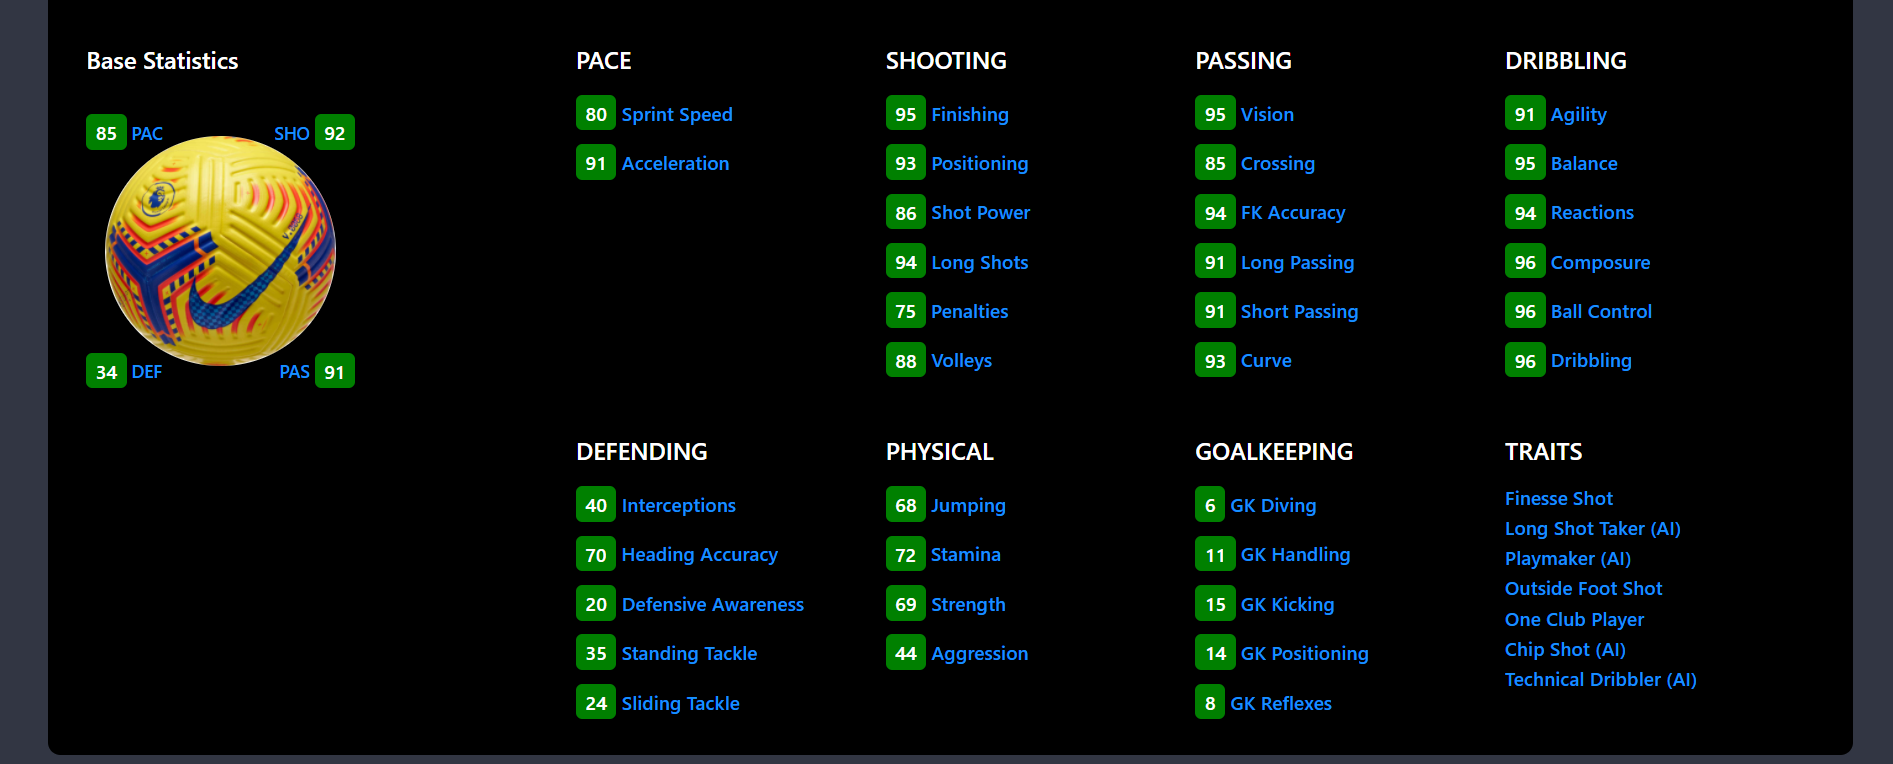 Base Statistics
85 PAC
SHO 92
34 DEF
PAS 91
PACE
80 Sprint Speed
91 Acceleration
SHOOTING
95 Finishing
93 Positioning
86 Shot Power
94 Long Shots
75 Penalties
88 Volleys
PASSING
95 Vision
85 Crossing
94 FK Accuracy
91 Long Passing
91 Short Passing
93 Curve
DRIBBLING
91 Agility
95 Balance
94 Reactions
96 Composure
96 Ball Control
96 Dribbling
DEFENDING
40 Interceptions
70 Heading Accuracy
20 Defensive Awareness
35 Standing Tackle
24 Sliding Tackle
PHYSICAL
68 Jumping
72 Stamina
69 Strength
44 Aggression
GOALKEEPING
6 GK Diving
11 GK Handling
15 GK Kicking
14 GK Positioning
8 GK Reflexes
TRAITS
Finesse Shot
Long Shot Taker (AI)
Playmaker (AI)
Outside Foot Shot
One Club Player
Chip Shot (AI)
Technical Dribbler (AI)